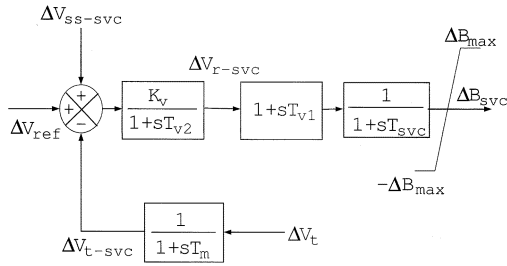 ΔV_ss-svc
ΔB_max
ΔV_r-svc
+
+
−
K_v
1+sT_v2
1+sT_v1
1
1+sT_svc
ΔB_svc
ΔV_ref
−ΔB_max
1
1+sT_m
ΔV_t-svc
ΔV_t